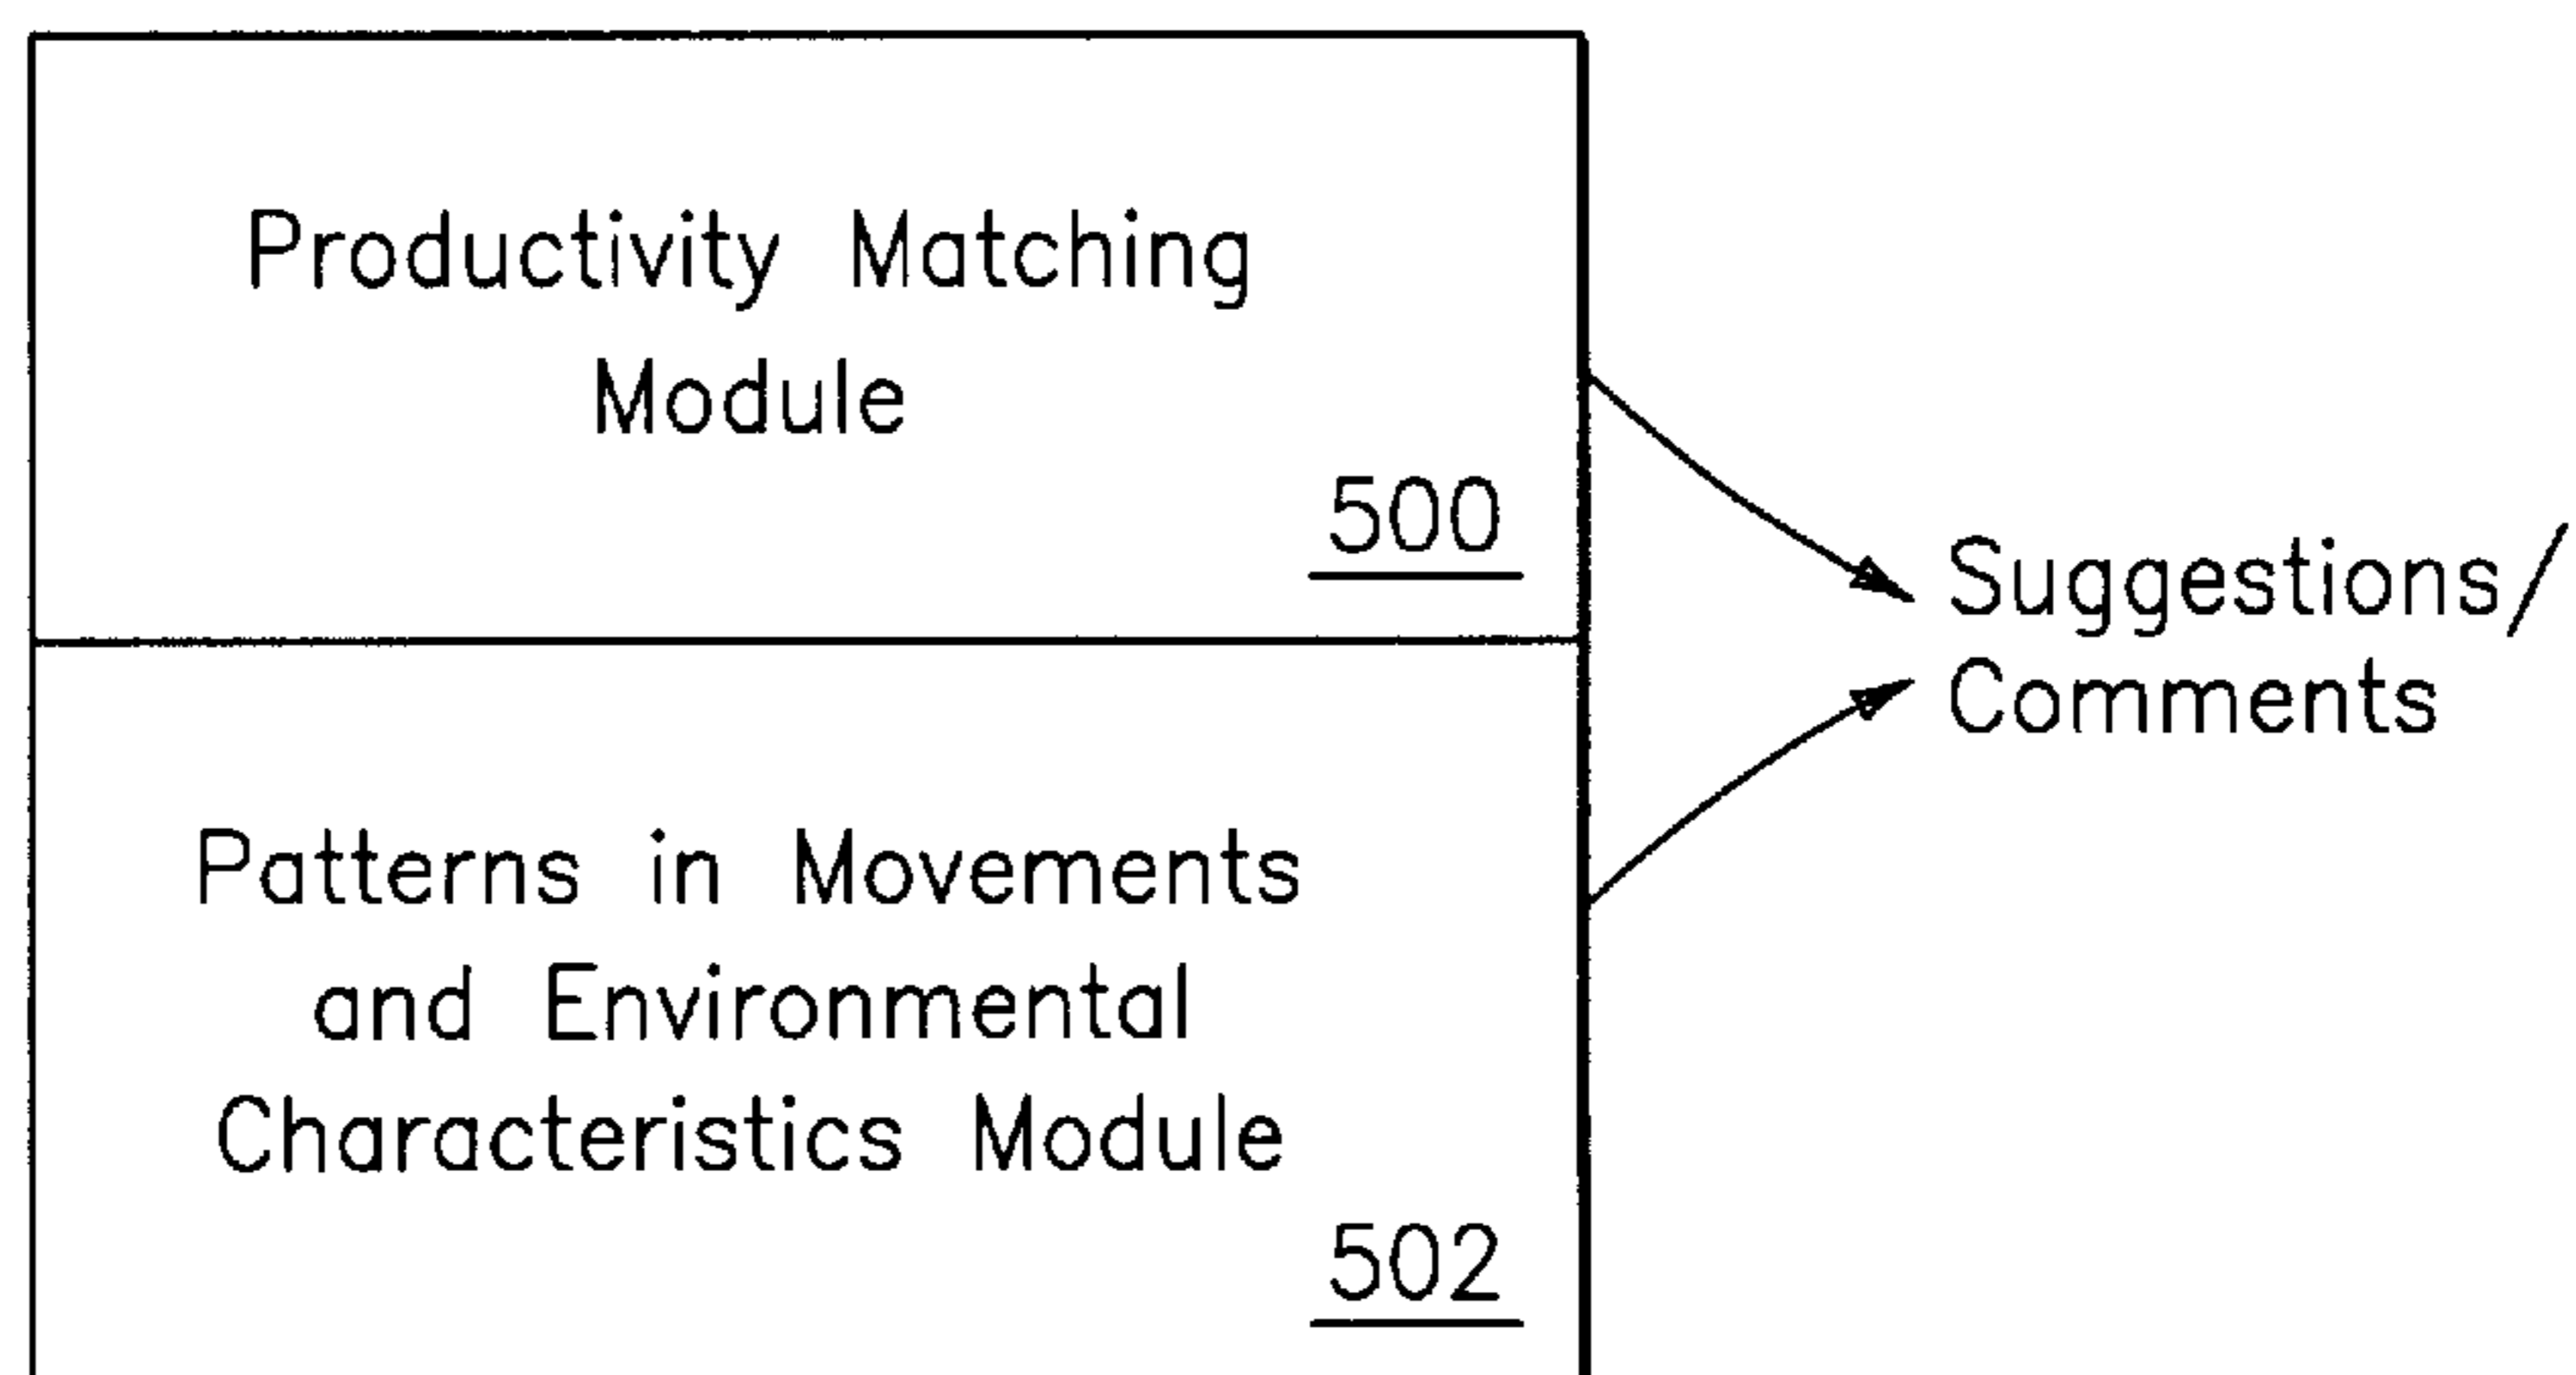 Productivity Matching
Module
500
Suggestions/
Comments
Patterns in Movements
and Environmental
Characteristics Module
502